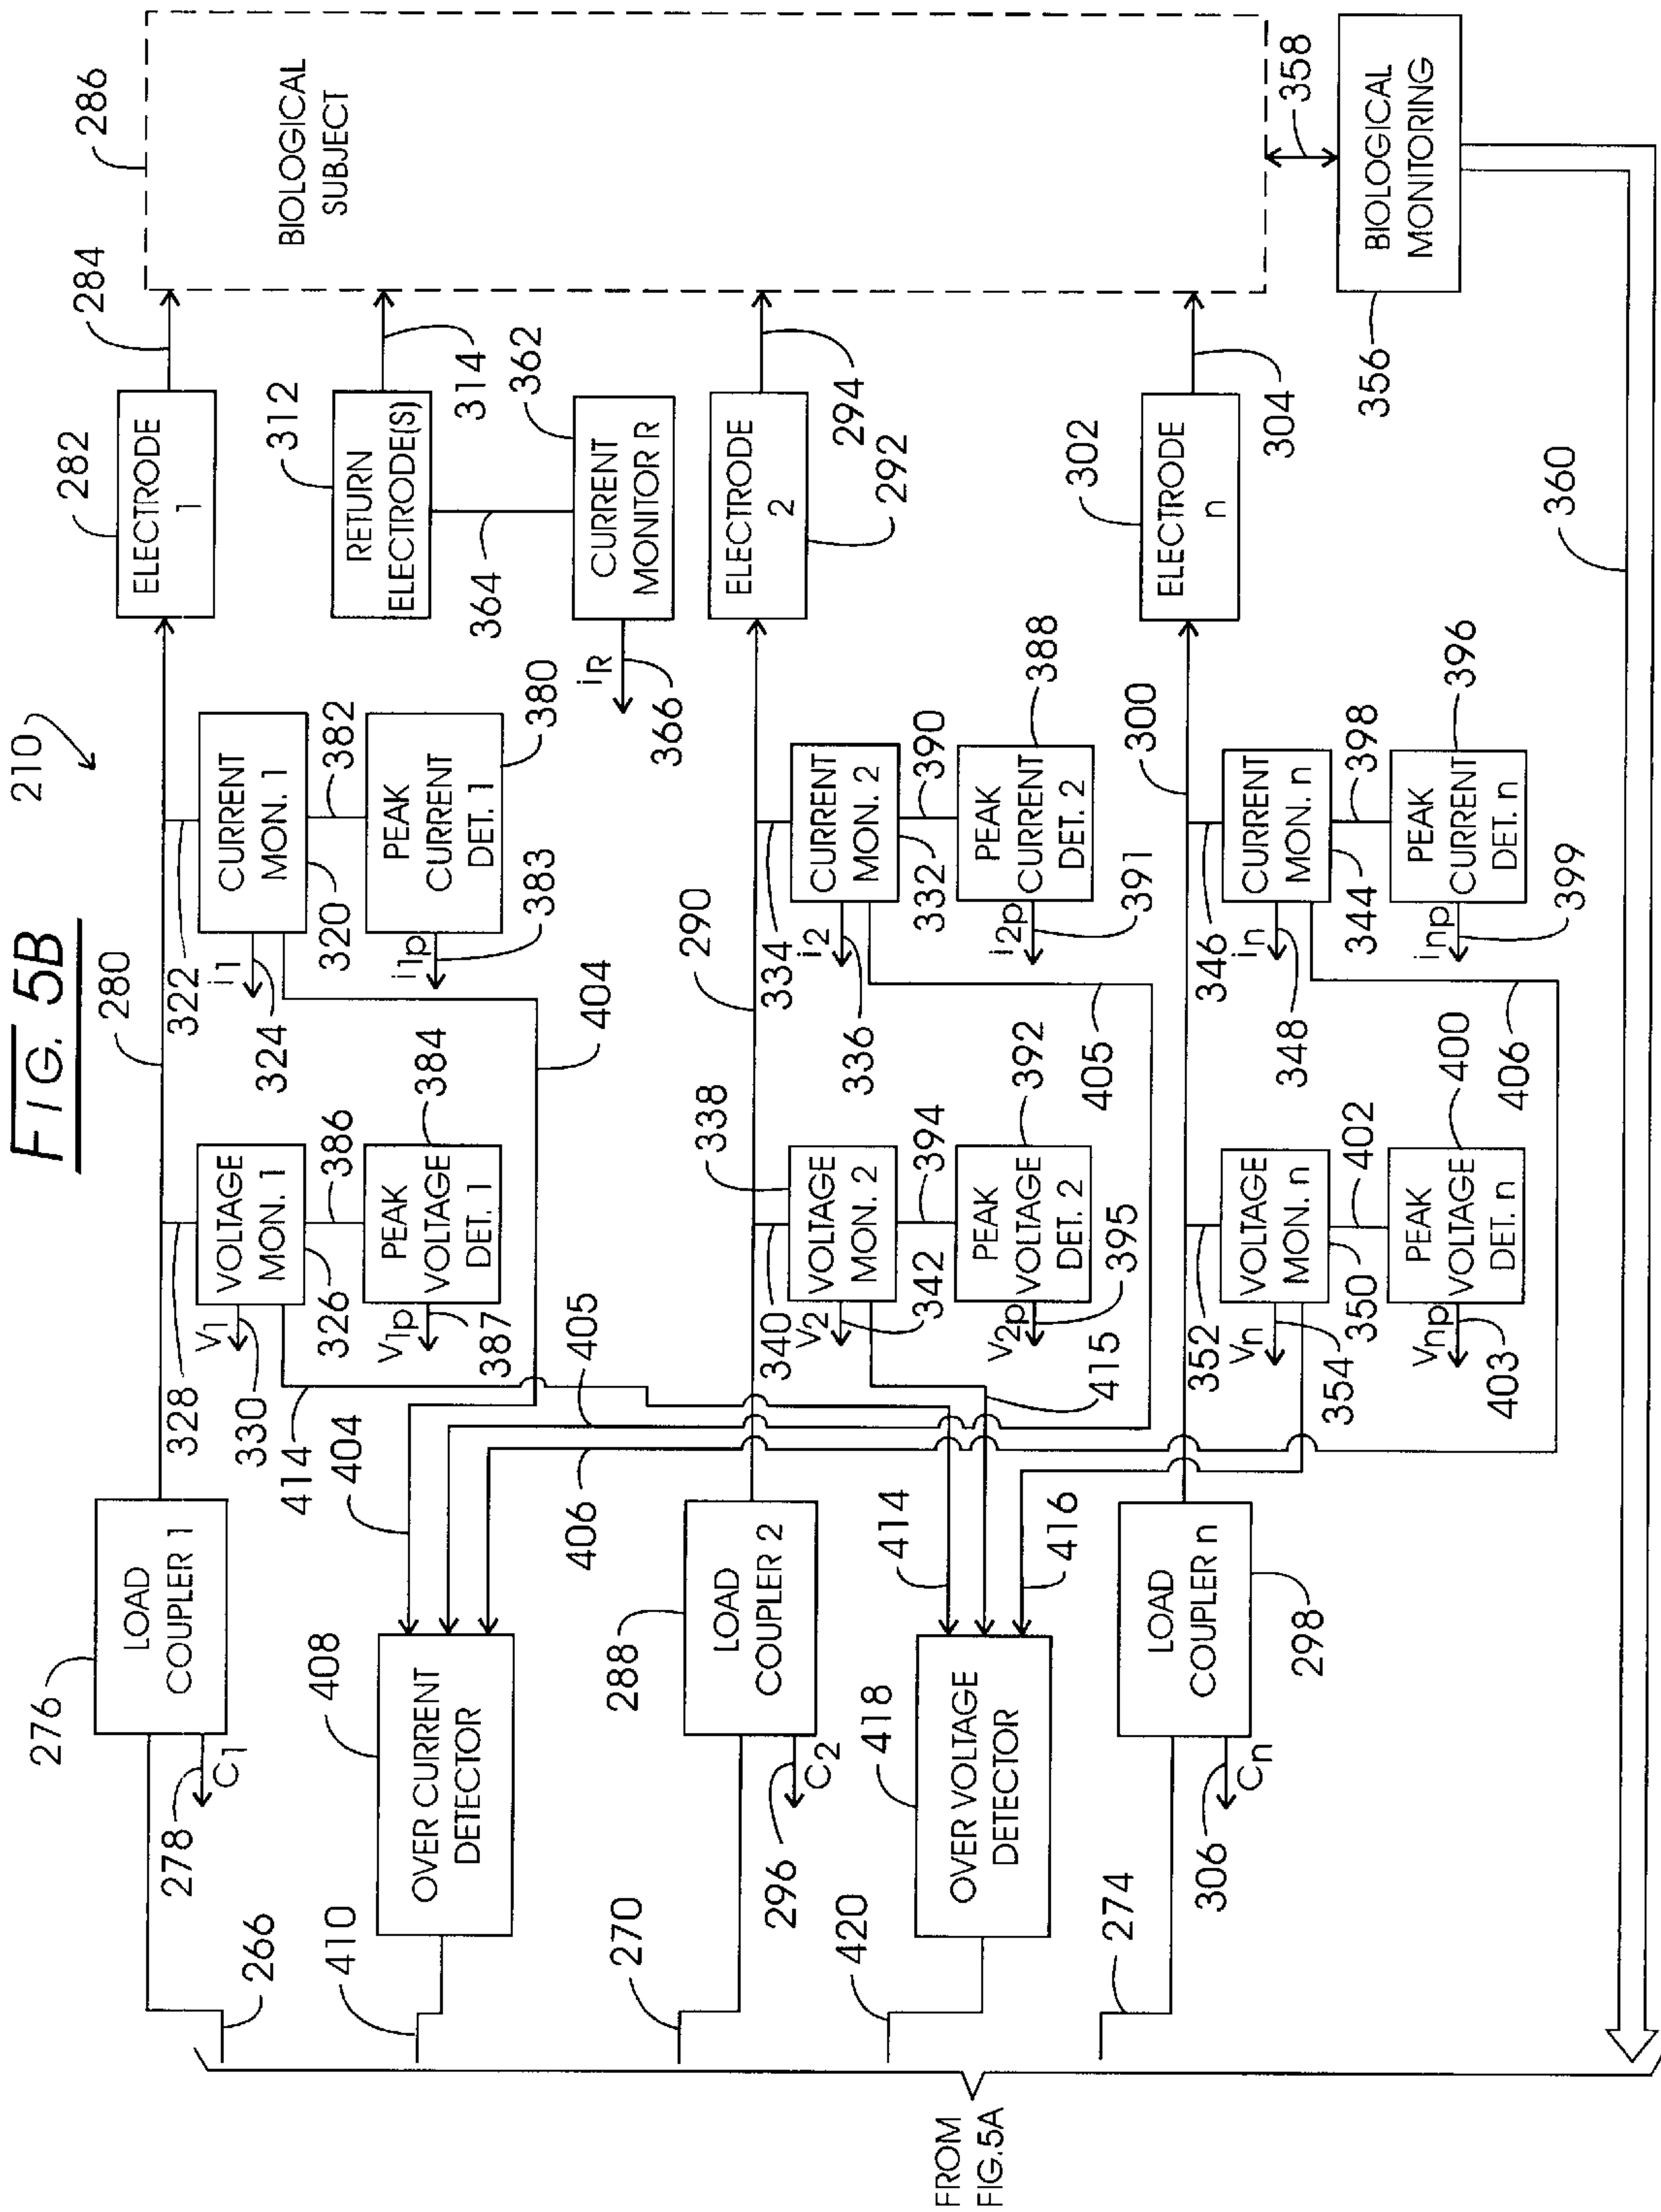 FIG. 5B
210
276
LOAD
COUPLER 1
278
C1
266
328
280
322
VOLTAGE
MON. 1
V1
330
326
386
384
PEAK
VOLTAGE
DET. 1
V1p
387
414
CURRENT
MON. 1
i1
324
320
382
380
PEAK
CURRENT
DET. 1
i1p
383
404
282
ELECTRODE
1
284
286
BIOLOGICAL
SUBJECT
312
RETURN
ELECTRODE(S)
314
364
362
CURRENT
MONITOR R
iR
366
404
405
406
408
OVER CURRENT
DETECTOR
410
288
LOAD
COUPLER 2
296
C2
270
290
340
338
VOLTAGE
MON. 2
V2
342
394
392
PEAK
VOLTAGE
DET. 2
V2p
395
415
334
CURRENT
MON. 2
i2
336
332
390
388
PEAK
CURRENT
DET. 2
i2p
391
405
ELECTRODE
2
294
292
414
416
418
OVER VOLTAGE
DETECTOR
420
LOAD
COUPLER n
298
306
Cn
274
300
352
VOLTAGE
MON. n
Vn
354
350
402
400
PEAK
VOLTAGE
DET. n
Vnp
403
346
CURRENT
MON. n
in
348
344
398
396
PEAK
CURRENT
DET. n
inp
399
406
302
ELECTRODE
n
304
358
BIOLOGICAL
MONITORING
356
360
FROM
FIG.5A